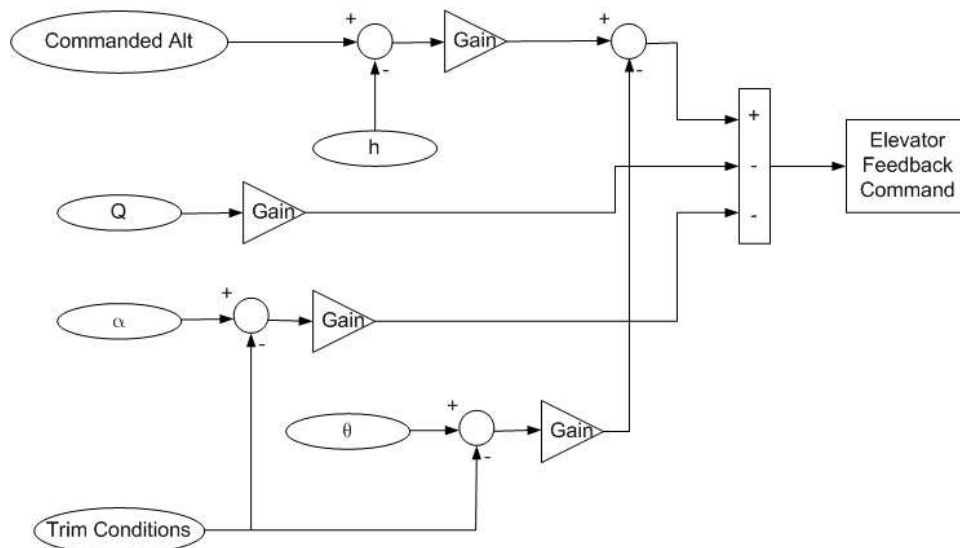 Commanded Alt
+
-
Gain
+
-
h
+
-
-
Elevator
Feedback
Command
Q
Gain
α
+
-
Gain
θ
+
-
Gain
Trim Conditions